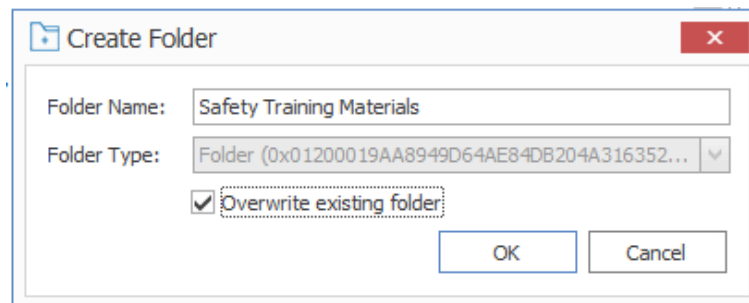 Create Folder
Folder Name: Safety Training Materials
Folder Type: Folder (0x01200019AA8949D64AE84DB204A316352...
Overwrite existing folder
OK Cancel